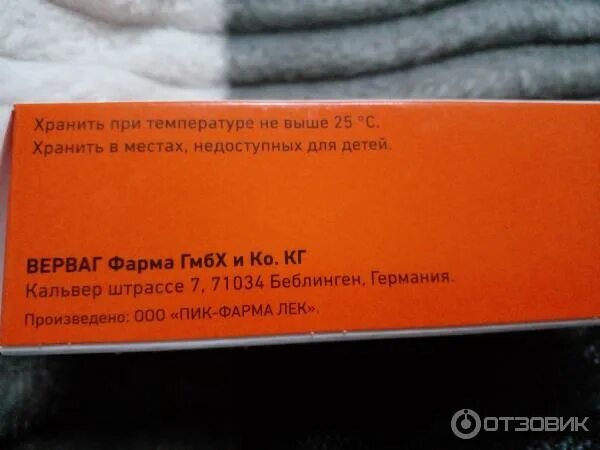 Хранить при температуре не выше 25 °С.
Хранить в местах, недоступных для детей.
ВЕРВАГ Фарма ГмбХ и Ко. КГ
Кальвер штрассе 7, 71034 Беблинген, Германия.
Произведено: ООО «ПИК-ФАРМА ЛЕК».
ОТЗОВИК